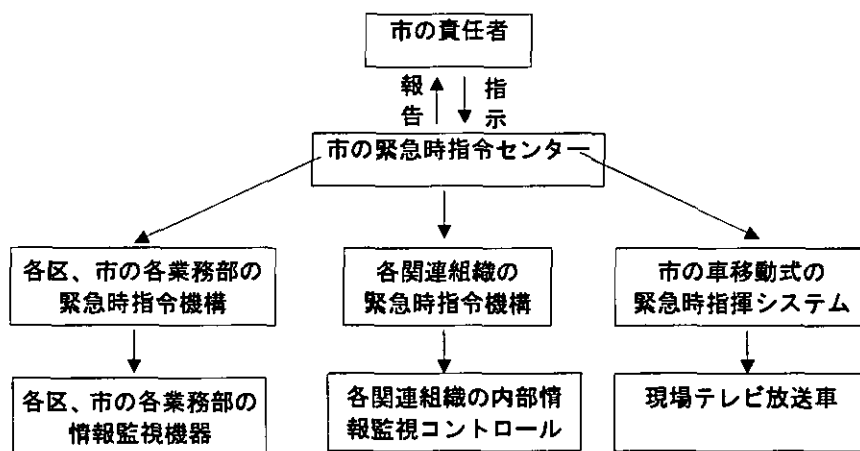 市の責任者
報告
指示
市の緊急時指令センター
各区、市の各業務部の
緊急時指令機構
各関連組織の
緊急時指令機構
市の車移動式の
緊急時指揮システム
各区、市の各業務部の
情報監視機器
各関連組織の内部情
報監視コントロール
現場テレビ放送車